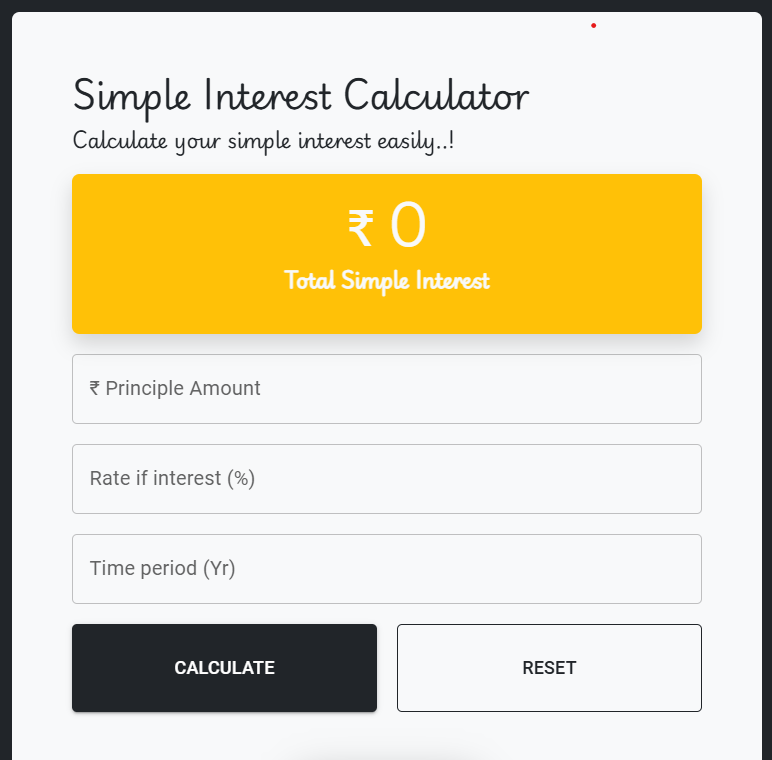 Simple Interest Calculator
Calculate your simple interest easily..!
₹ 0
Total Simple Interest
₹ Principle Amount
Rate if interest (%)
Time period (Yr)
CALCULATE RESET